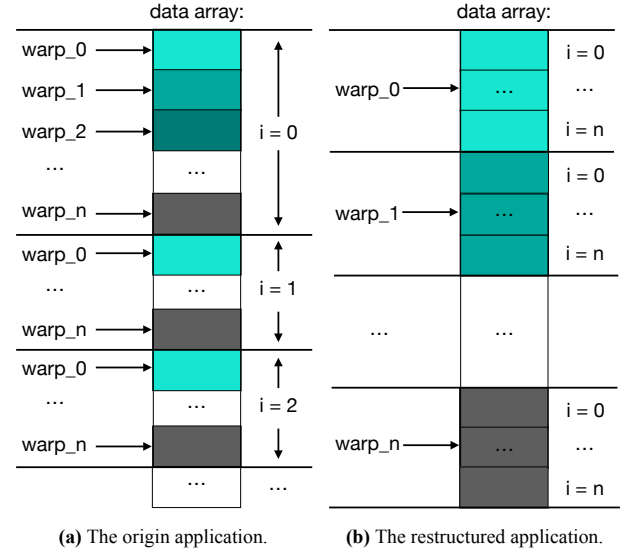 data array:
warp_0
warp_1
warp_2
... ...
warp_n
i = 0
warp_0
... ...
warp_n
i = 1
warp_0
... ...
warp_n
i = 2
... ...
(a) The origin application.
data array:
i = 0
warp_0 ... ...
i = n
i = 0
warp_1 ... ...
i = n
... ...
i = 0
warp_n ... ...
i = n
(b) The restructured application.